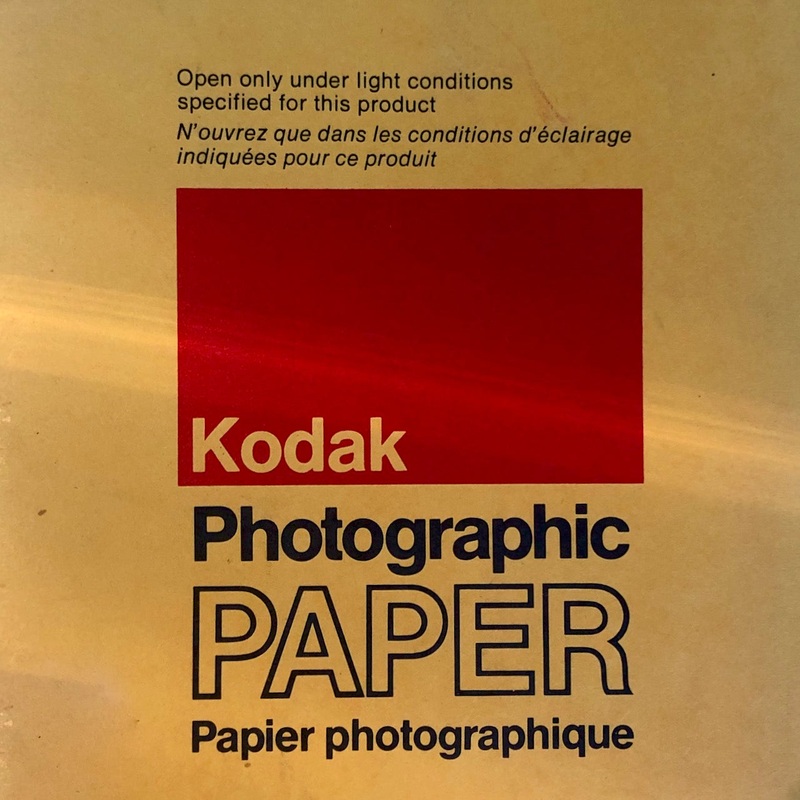 Open only under light conditions
specified for this product
N'ouvrez que dans les conditions d'éclairage
indiquées pour ce produit
Kodak
Photographic
PAPER
Papier photographique